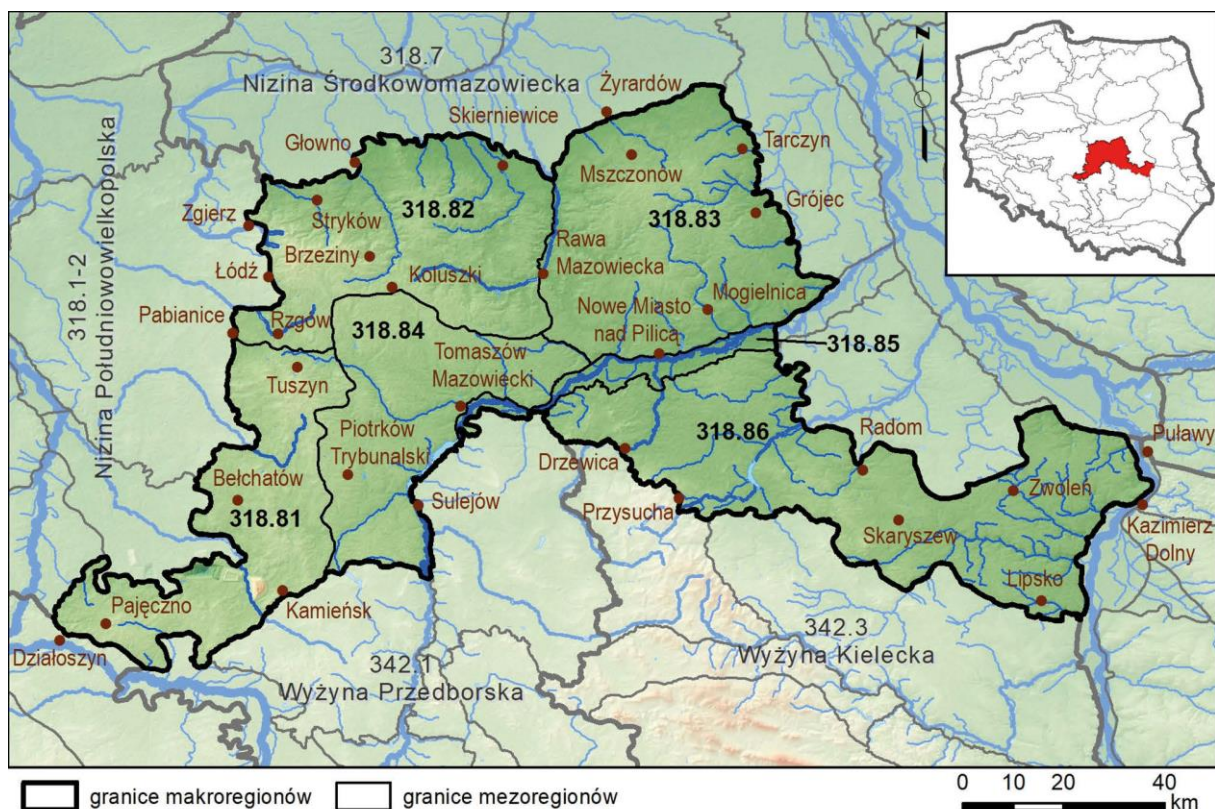 318.7
Nizina Środkowomazowiecka
Żyrardów
Skierniewice
Głowno
Tarczyn
Mszczonów
Zgierz
Stryków
318.82
318.83
Grójec
Brzeziny
Rawa
Mazowiecka
Łódź
Koluszki
318.1-2
Nizina Południowowielkopolska
Pabianice
Rzgów
318.84
Nowe Miasto
nad Pilicą
Mogielnica
318.85
Tuszyn
Tomaszów
Mazowiecki
Piotrków
Trybunalski
318.86
Radom
Puławy
Drzewica
Bełchatów
318.81
Sulejów
Przysucha
Zwoleń
Skaryszew
Kazimierz
Dolny
Lipsko
Pajęczno
Kamieńsk
Działoszyn
342.1
Wyżyna Przedborska
342.3
Wyżyna Kielecka
granice makroregionów
granice mezoregionów
0 10 20 40
km